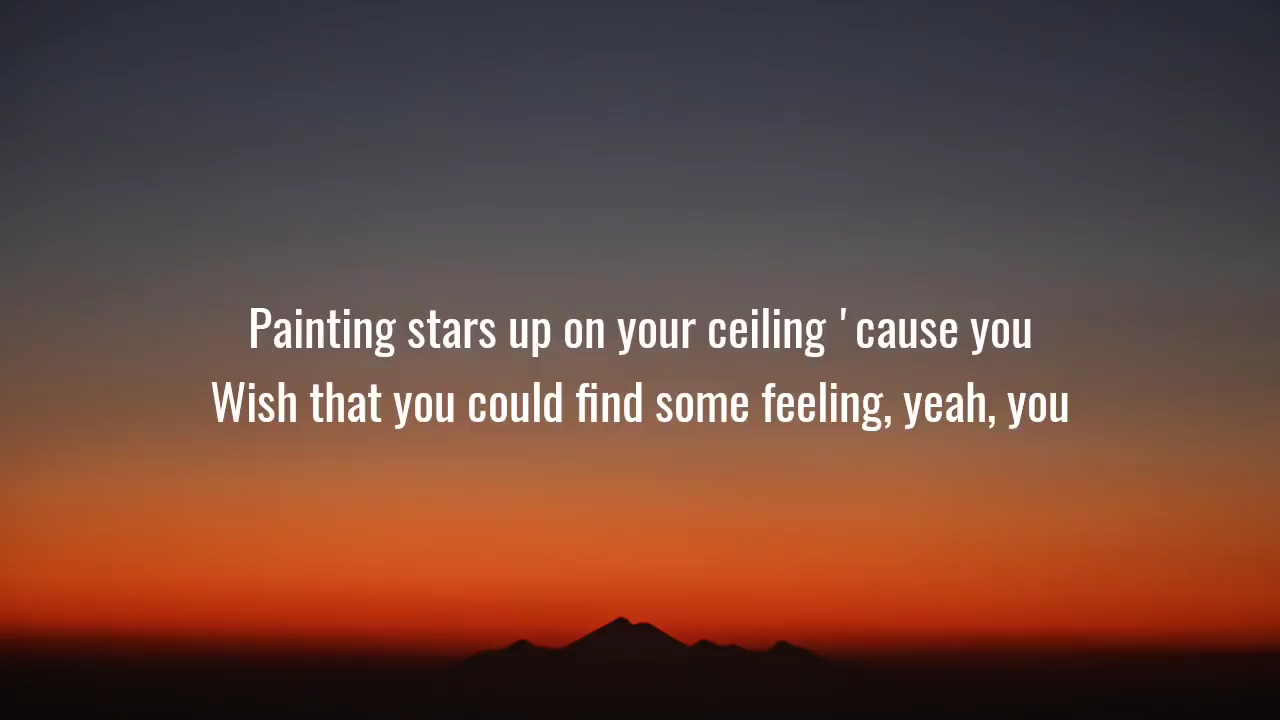 Painting stars up on your ceiling 'cause you
Wish that you could find some feeling, yeah, you